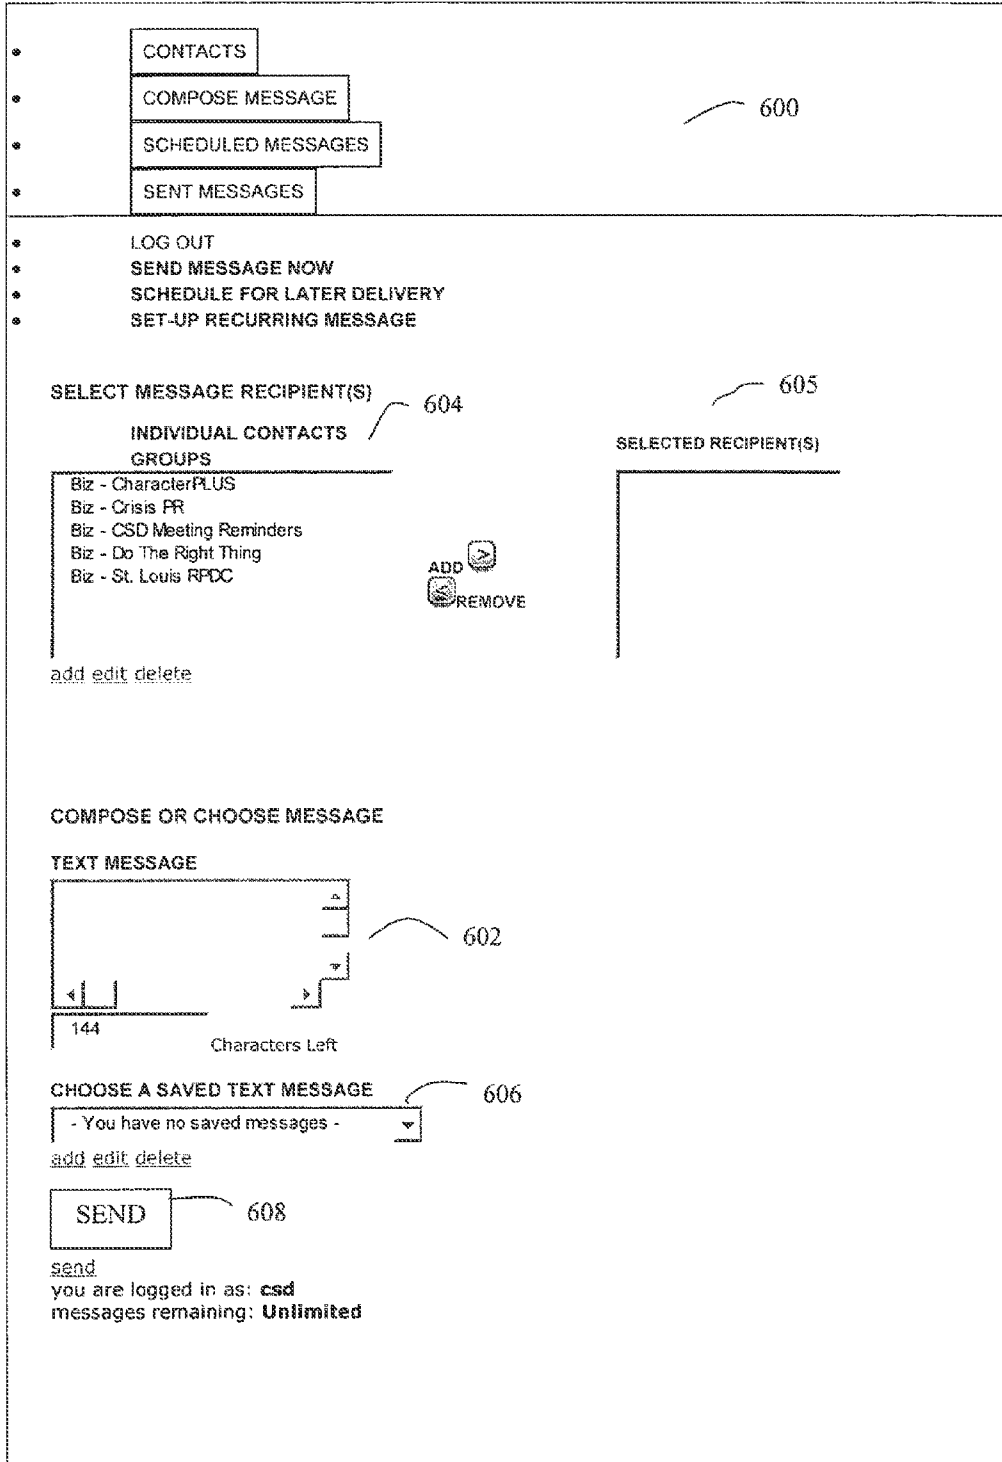 CONTACTS
COMPOSE MESSAGE
600
SCHEDULED MESSAGES
SENT MESSAGES
LOG OUT
SEND MESSAGE NOW
SCHEDULE FOR LATER DELIVERY
SET-UP RECURRING MESSAGE
SELECT MESSAGE RECIPIENT(S)
604
605
INDIVIDUAL CONTACTS
GROUPS
SELECTED RECIPIENT(S)
Biz - CharacterPLUS
Biz - Crisis PR
Biz - CSD Meeting Reminders
Biz - Do The Right Thing
Biz - St. Louis RPDC
ADD >
< REMOVE
add edit delete
COMPOSE OR CHOOSE MESSAGE
TEXT MESSAGE
602
144
Characters Left
CHOOSE A SAVED TEXT MESSAGE
606
- You have no saved messages -
add edit delete
SEND
608
send
you are logged in as: csd
messages remaining: Unlimited